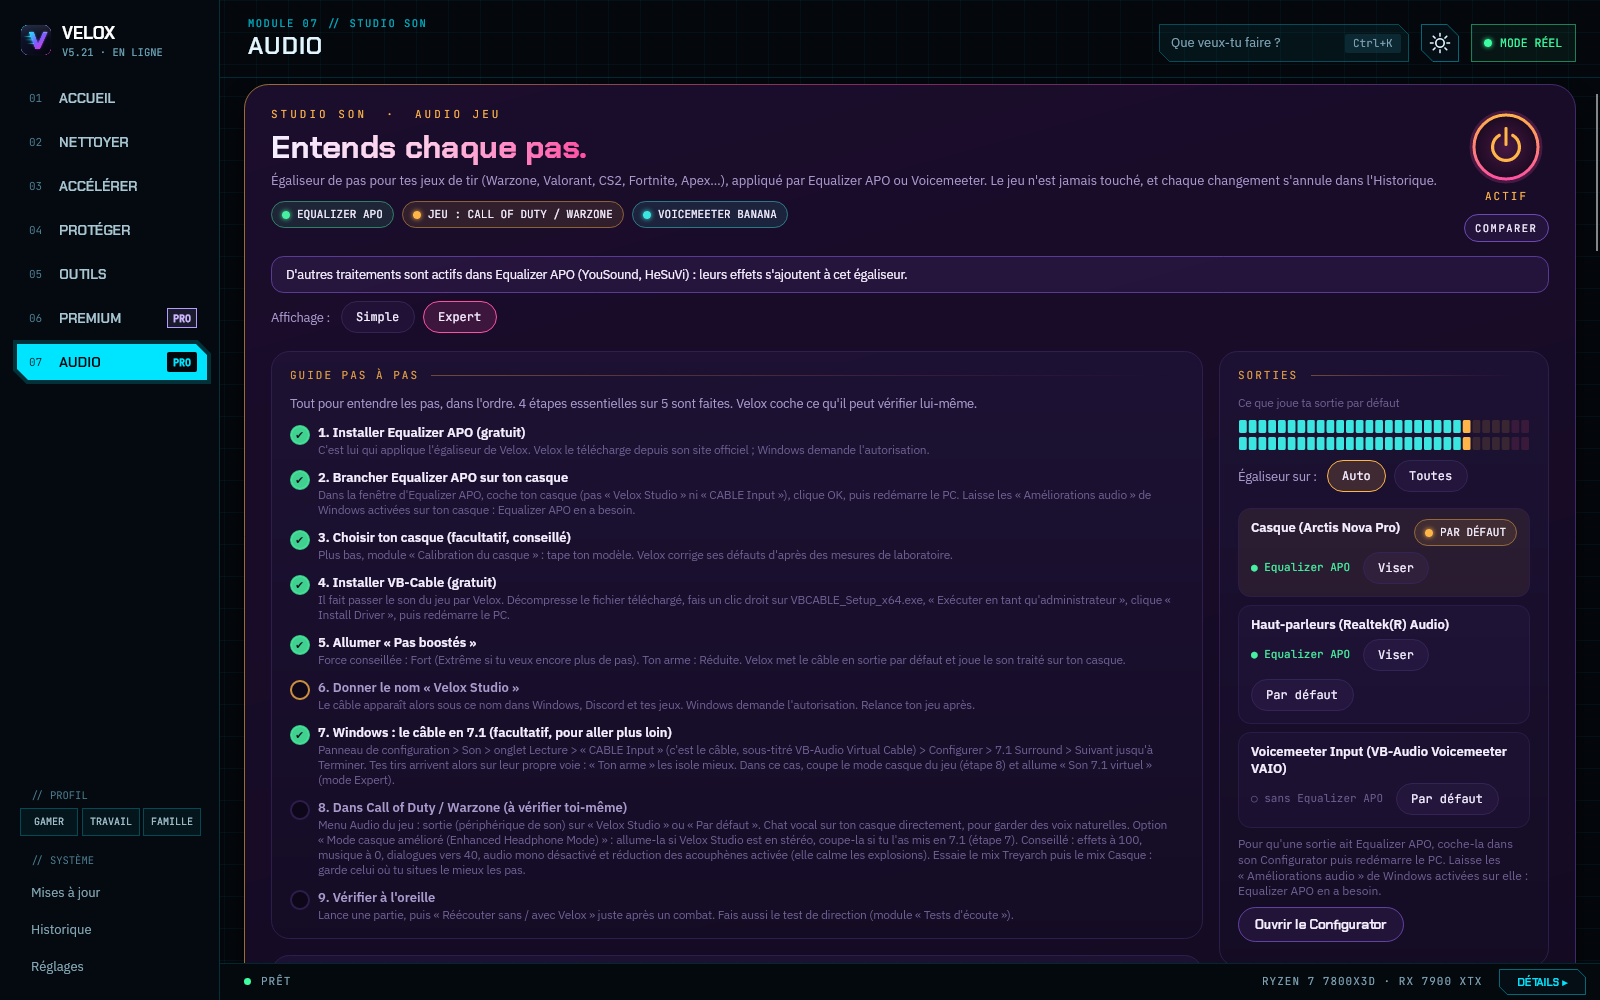 VELOX
V5.21 · EN LIGNE
01 ACCUEIL
02 NETTOYER
03 ACCÉLÉRER
04 PROTÉGER
05 OUTILS
06 PREMIUM PRO
07 AUDIO PRO
// PROFIL
GAMER TRAVAIL FAMILLE
// SYSTÈME
Mises à jour
Historique
Réglages
MODULE 07 // STUDIO SON
AUDIO
Que veux-tu faire ? Ctrl+K
MODE RÉEL
STUDIO SON · AUDIO JEU
Entends chaque pas.
Égaliseur de pas pour tes jeux de tir (Warzone, Valorant, CS2, Fortnite, Apex...), appliqué par Equalizer APO ou Voicemeeter. Le jeu n'est jamais touché, et chaque changement s'annule dans l'Historique.
EQUALIZER APO JEU : CALL OF DUTY / WARZONE VOICEMEETER BANANA
ACTIF
COMPARER
D'autres traitements sont actifs dans Equalizer APO (YouSound, HeSuVi) : leurs effets s'ajoutent à cet égaliseur.
Affichage : Simple Expert
GUIDE PAS À PAS
Tout pour entendre les pas, dans l'ordre. 4 étapes essentielles sur 5 sont faites. Velox coche ce qu'il peut vérifier lui-même.
✔ 1. Installer Equalizer APO (gratuit)
C'est lui qui applique l'égaliseur de Velox. Velox le télécharge depuis son site officiel ; Windows demande l'autorisation.
✔ 2. Brancher Equalizer APO sur ton casque
Dans la fenêtre d'Equalizer APO, coche ton casque (pas « Velox Studio » ni « CABLE Input »), clique OK, puis redémarre le PC. Laisse les « Améliorations audio » de
Windows activées sur ton casque : Equalizer APO en a besoin.
✔ 3. Choisir ton casque (facultatif, conseillé)
Plus bas, module « Calibration du casque » : tape ton modèle. Velox corrige ses défauts d'après des mesures de laboratoire.
✔ 4. Installer VB-Cable (gratuit)
Il fait passer le son du jeu par Velox. Décompresse le fichier téléchargé, fais un clic droit sur VBCABLE_Setup_x64.exe, « Exécuter en tant qu'administrateur », clique «
Install Driver », puis redémarre le PC.
✔ 5. Allumer « Pas boostés »
Force conseillée : Fort (Extrême si tu veux encore plus de pas). Ton arme : Réduite. Velox met le câble en sortie par défaut et joue le son traité sur ton casque.
6. Donner le nom « Velox Studio »
Le câble apparaît alors sous ce nom dans Windows, Discord et tes jeux. Windows demande l'autorisation. Relance ton jeu après.
✔ 7. Windows : le câble en 7.1 (facultatif, pour aller plus loin)
Panneau de configuration > Son > onglet Lecture > « CABLE Input » (c'est le câble, sous-titré VB-Audio Virtual Cable) > Configurer > 7.1 Surround > Suivant jusqu'à
Terminer. Tes tirs arrivent alors sur leur propre voie : « Ton arme » les isole mieux. Dans ce cas, coupe le mode casque du jeu (étape 8) et allume « Son 7.1 virtuel »
(mode Expert).
8. Dans Call of Duty / Warzone (à vérifier toi-même)
Menu Audio du jeu : sortie (périphérique de son) sur « Velox Studio » ou « Par défaut ». Chat vocal sur ton casque directement, pour garder des voix naturelles. Option
« Mode casque amélioré (Enhanced Headphone Mode) » : allume-la si Velox Studio est en stéréo, coupe-la si tu l'as mis en 7.1 (étape 7). Conseillé : effets à 100,
musique à 0, dialogues vers 40, audio mono désactivé et réduction des acouphènes activée (elle calme les explosions). Essaie le mix Treyarch puis le mix Casque :
garde celui où tu situes le mieux les pas.
9. Vérifier à l'oreille
Lance une partie, puis « Réécouter sans / avec Velox » juste après un combat. Fais aussi le test de direction (module « Tests d'écoute »).
SORTIES
Ce que joue ta sortie par défaut
Égaliseur sur : Auto Toutes
Casque (Arctis Nova Pro) PAR DÉFAUT
Equalizer APO Viser
Haut-parleurs (Realtek(R) Audio)
Equalizer APO Viser
Par défaut
Voicemeeter Input (VB-Audio Voicemeeter
VAIO)
sans Equalizer APO Par défaut
Pour qu'une sortie ait Equalizer APO, coche-la dans
son Configurator puis redémarre le PC. Laisse les
« Améliorations audio » de Windows activées sur elle :
Equalizer APO en a besoin.
Ouvrir le Configurator
PRÊT
RYZEN 7 7800X3D · RX 7900 XTX
DÉTAILS ▸